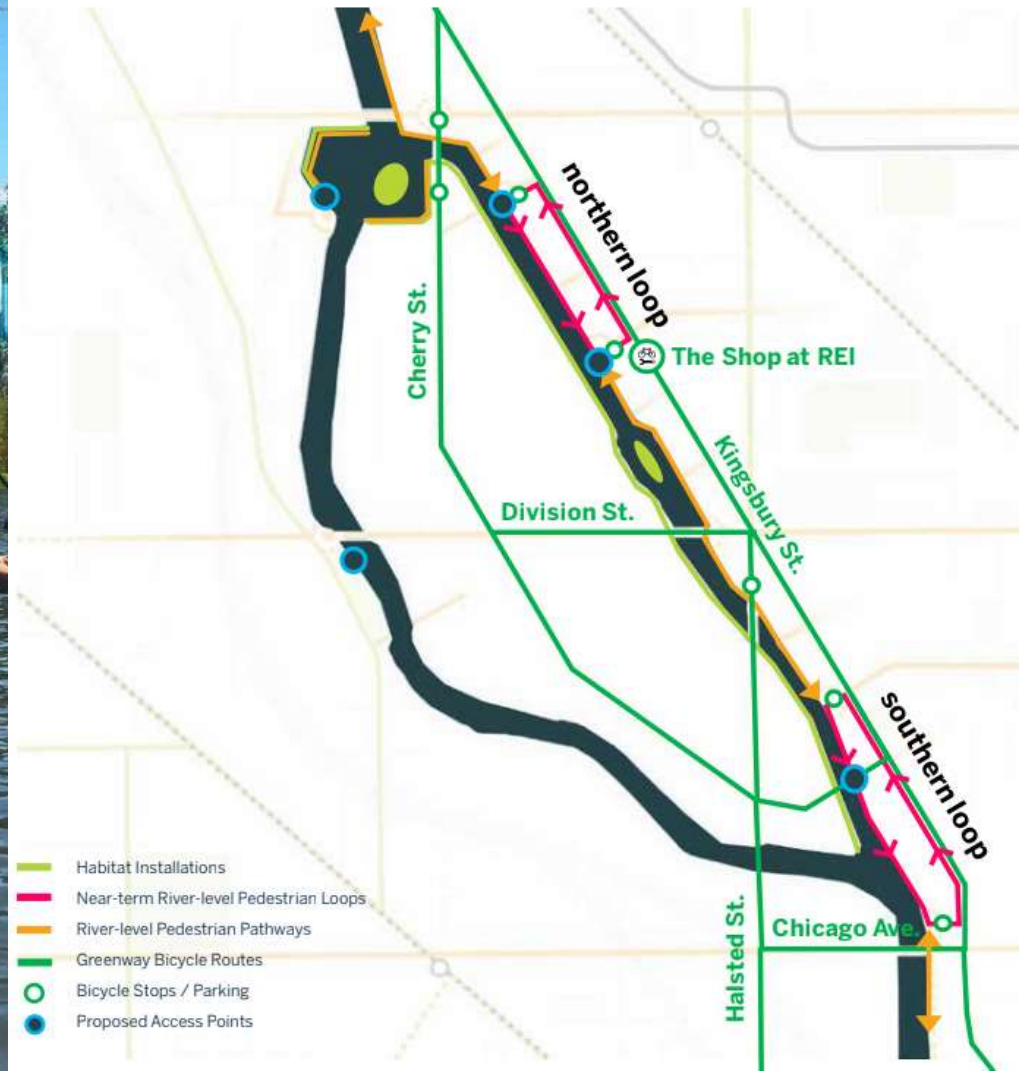 northern loop
Cherry St.
The Shop at REI
Kingsbury St.
Division St.
southern loop
Halsted St.
Chicago Ave.
Habitat Installations
Near-term River-level Pedestrian Loops
River-level Pedestrian Pathways
Greenway Bicycle Routes
Bicycle Stops / Parking
Proposed Access Points